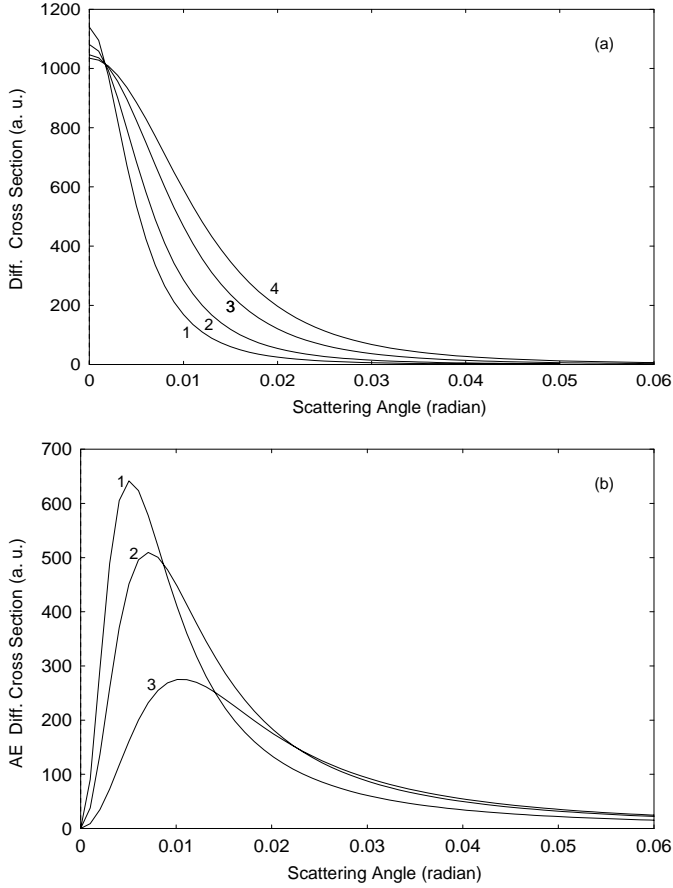 1200
1000
800
600
400
200
0
Diff. Cross Section (a. u.)
(a)
1
2
3
4
0 0.01 0.02 0.03 0.04 0.05 0.06
Scattering Angle (radian)
700
600
500
400
300
200
100
0
AE Diff. Cross Section (a. u.)
(b)
1
2
3
0 0.01 0.02 0.03 0.04 0.05 0.06
Scattering Angle (radian)